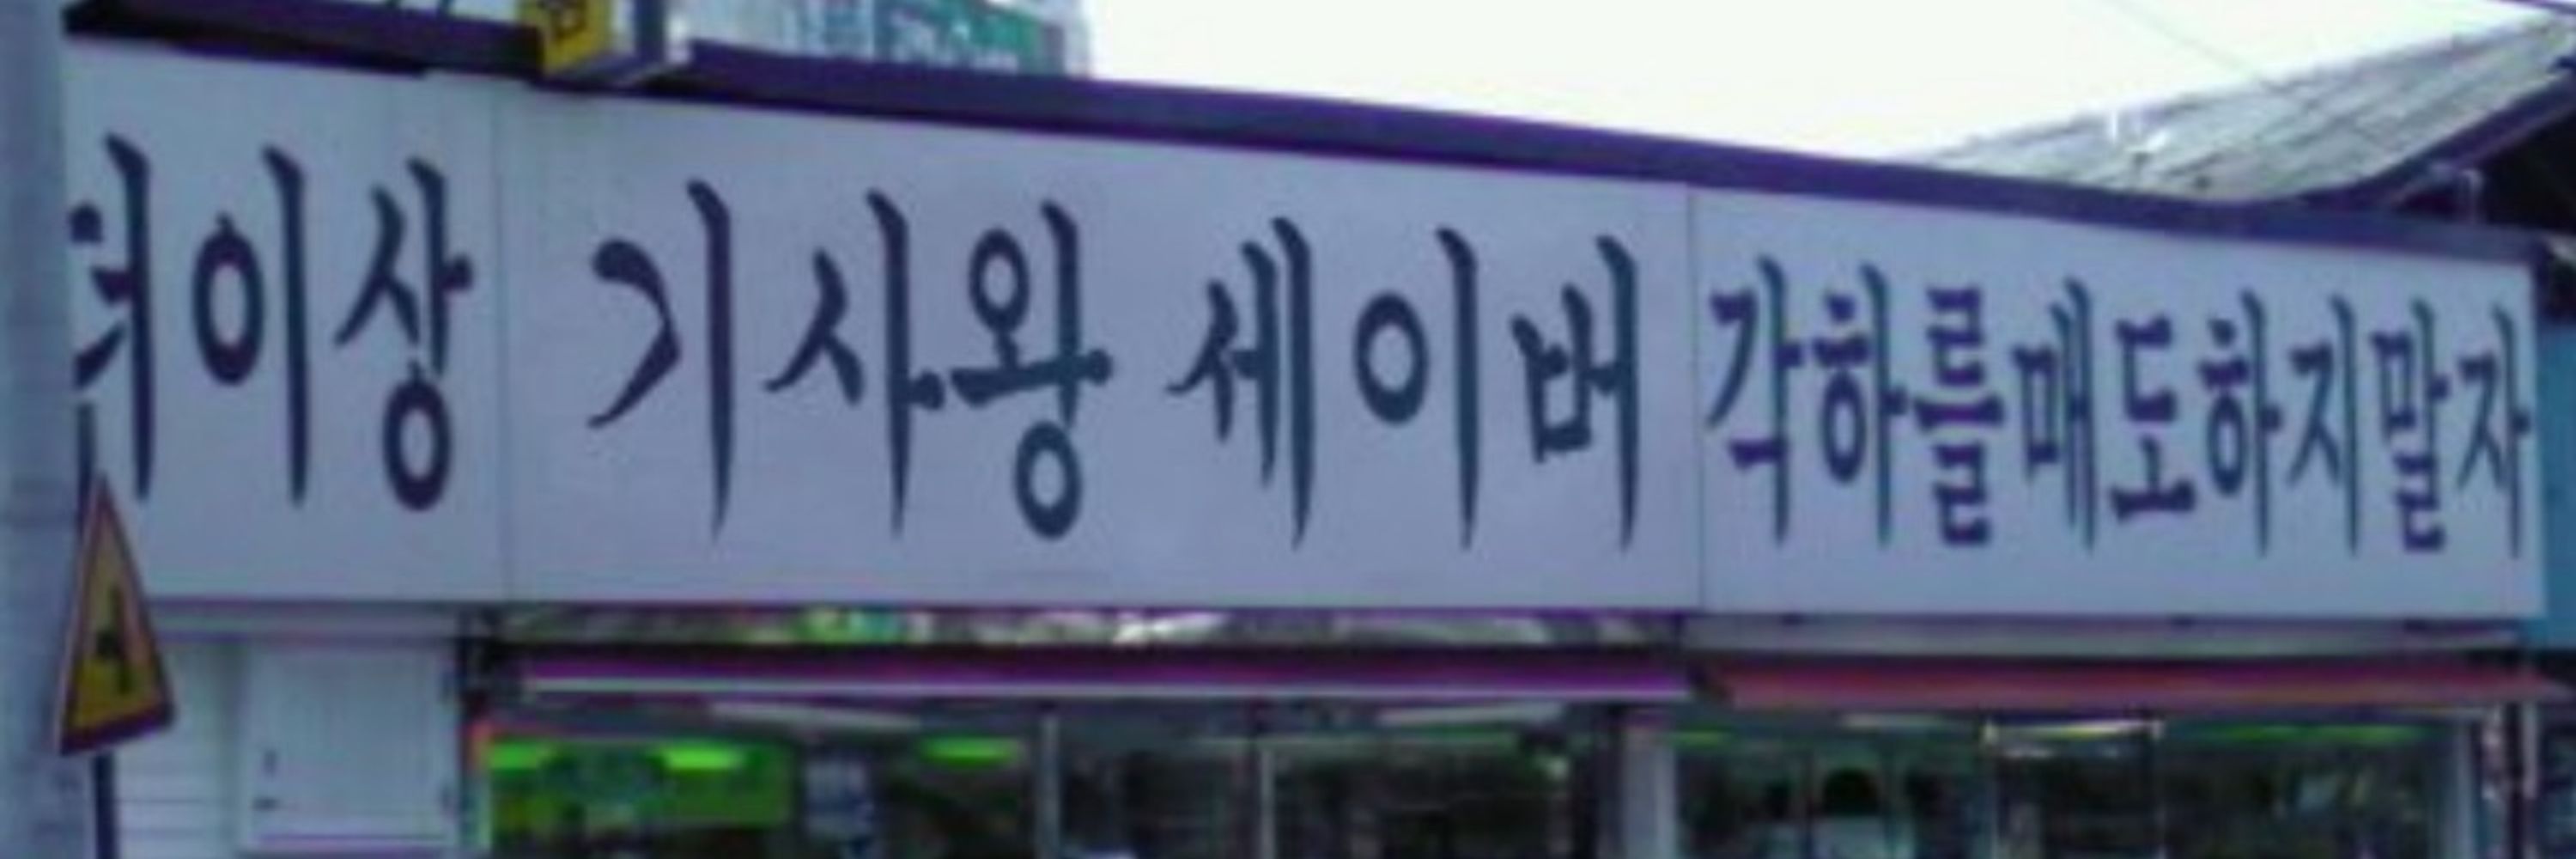 이상 기사왕 세이버 각하를매도하지말자